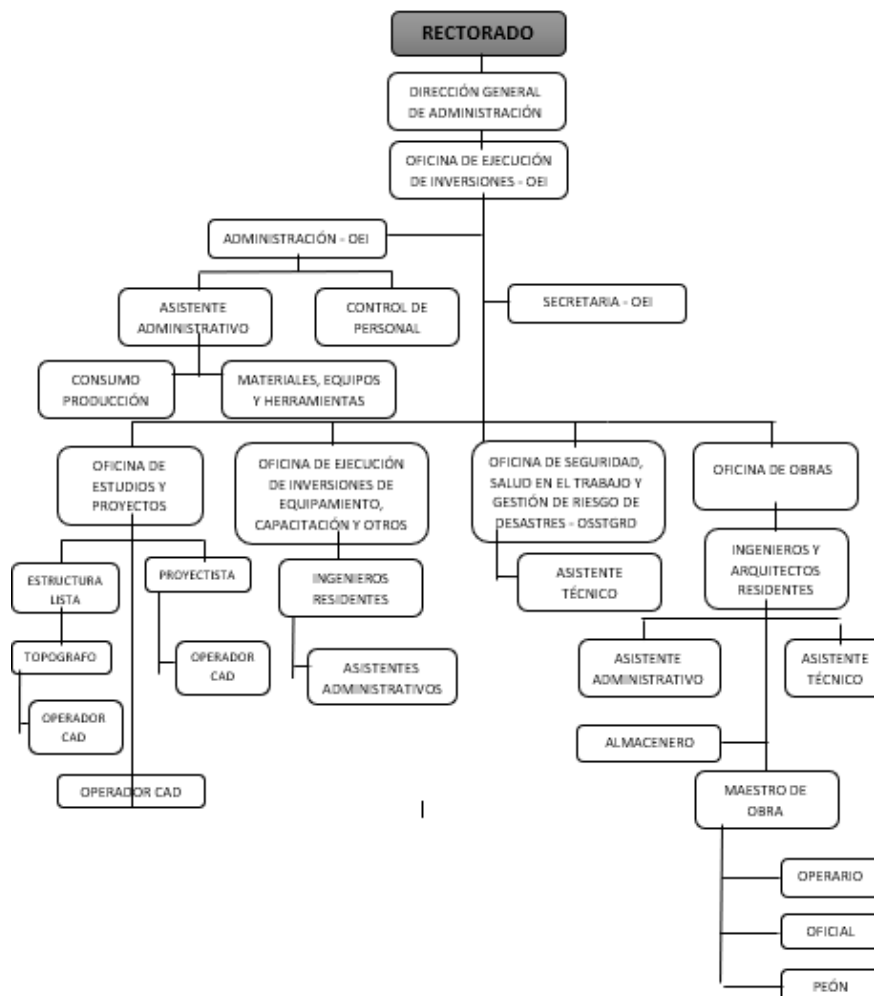 RECTORADO
DIRECCIÓN GENERAL
DE ADMINISTRACIÓN
OFICINA DE EJECUCIÓN
DE INVERSIONES - OEI
ADMINISTRACIÓN - OEI
SECRETARIA - OEI
ASISTENTE
ADMINISTRATIVO
CONTROL DE
PERSONAL
CONSUMO
PRODUCCIÓN
MATERIALES, EQUIPOS
Y HERRAMIENTAS
OFICINA DE
ESTUDIOS Y
PROYECTOS
OFICINA DE EJECUCIÓN
DE INVERSIONES DE
EQUIPAMIENTO,
CAPACITACIÓN Y OTROS
OFICINA DE SEGURIDAD,
SALUD EN EL TRABAJO Y
GESTIÓN DE RIESGO DE
DESASTRES - OSSTGRD
OFICINA DE OBRAS
ESTRUCTURA
LISTA
PROYECTISTA
INGENIEROS
RESIDENTES
ASISTENTE
TÉCNICO
INGENIEROS Y
ARQUITECTOS
RESIDENTES
TOPOGRAFO
OPERADOR
CAD
ASISTENTES
ADMINISTRATIVOS
ASISTENTE
ADMINISTRATIVO
ASISTENTE
TÉCNICO
OPERADOR
CAD
ALMACENERO
OPERADOR CAD
MAESTRO DE
OBRA
OPERARIO
OFICIAL
PEÓN